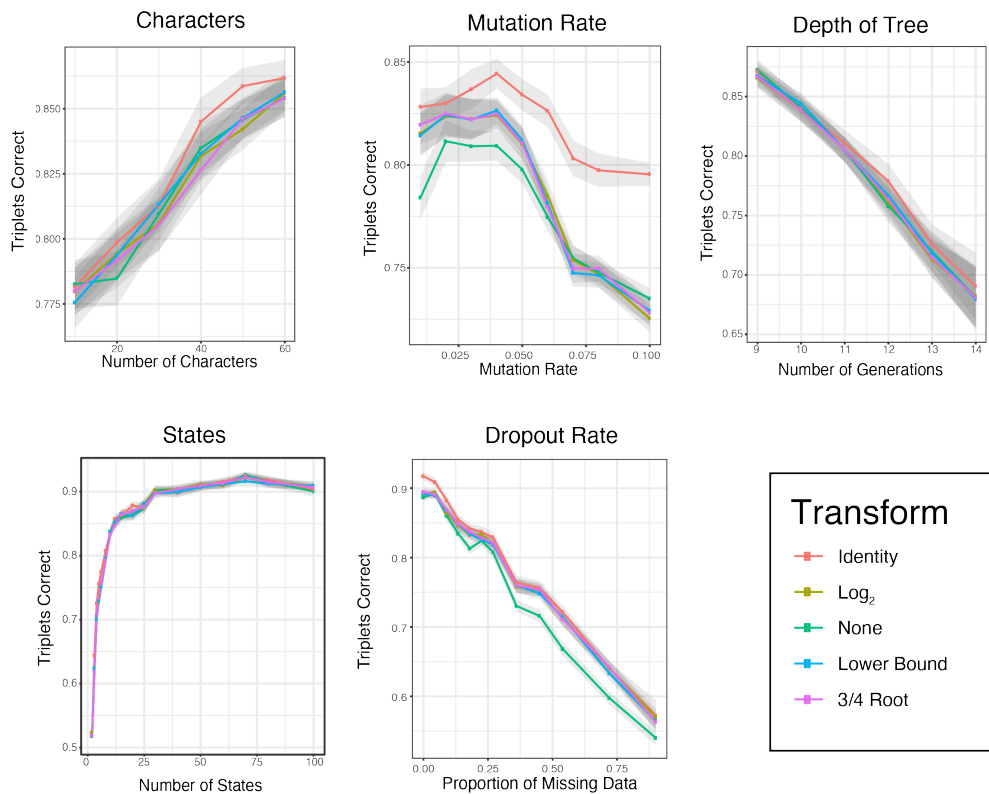 Characters
Triplets Correct
0.850
0.825
0.800
0.775
20
40
60
Number of Characters
Mutation Rate
Triplets Correct
0.85
0.80
0.75
0.025
0.050
0.075
0.100
Mutation Rate
Depth of Tree
Triplets Correct
0.85
0.80
0.75
0.70
0.65
9
10
11
12
13
14
Number of Generations
States
Triplets Correct
0.9
0.8
0.7
0.6
0.5
0
25
50
75
100
Number of States
Dropout Rate
Triplets Correct
0.9
0.8
0.7
0.6
0.00
0.25
0.50
0.75
Proportion of Missing Data
Transform
Identity
Log₂
None
Lower Bound
3/4 Root